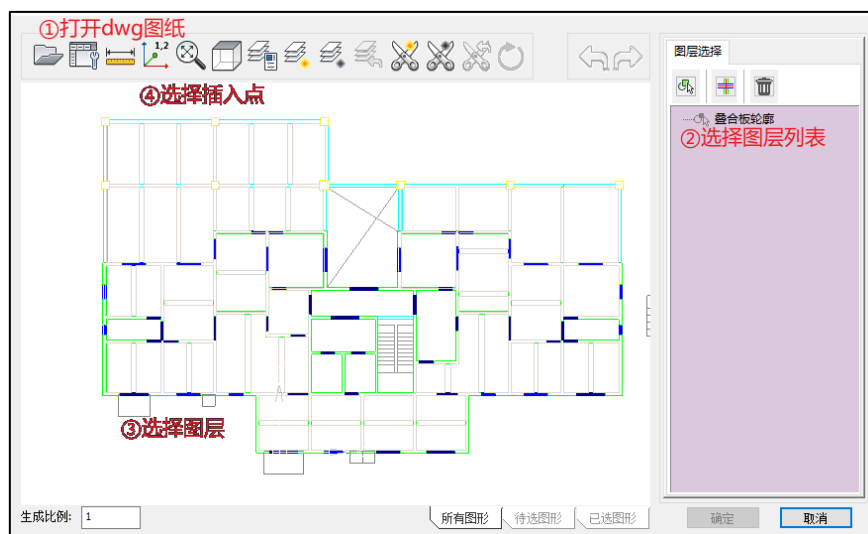 ①打开dwg图纸
1,2
④选择插入点
图层选择
叠合板轮廓
②选择图层列表
③选择图层
生成比例:
1
所有图形
待选图形
已选图形
确定
取消